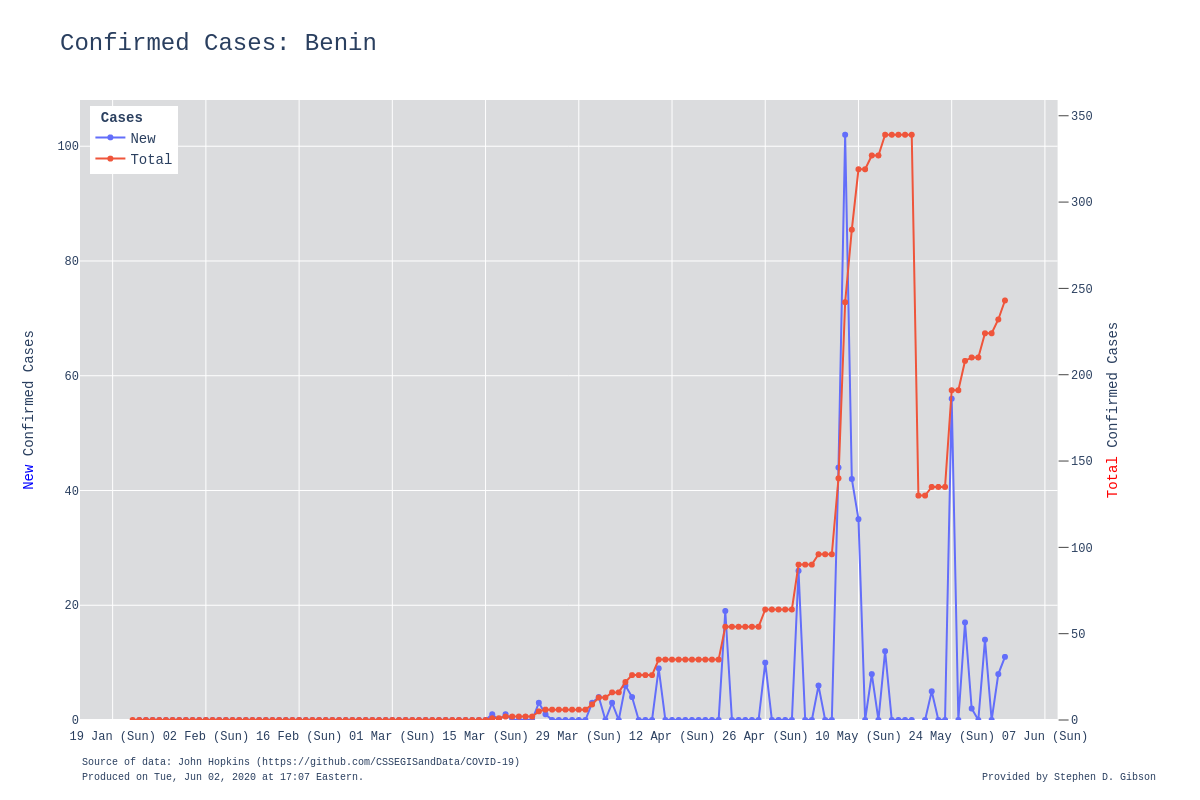 Confirmed Cases: Benin
Cases
New
Total
100
80
60
40
20
0
350
300
250
200
150
100
50
0
New Confirmed Cases
Total Confirmed Cases
19 Jan (Sun) 02 Feb (Sun) 16 Feb (Sun) 01 Mar (Sun) 15 Mar (Sun) 29 Mar (Sun) 12 Apr (Sun) 26 Apr (Sun) 10 May (Sun) 24 May (Sun) 07 Jun (Sun)
Source of data: John Hopkins (https://github.com/CSSEGISandData/COVID-19)
Produced on Tue, Jun 02, 2020 at 17:07 Eastern.
Provided by Stephen D. Gibson